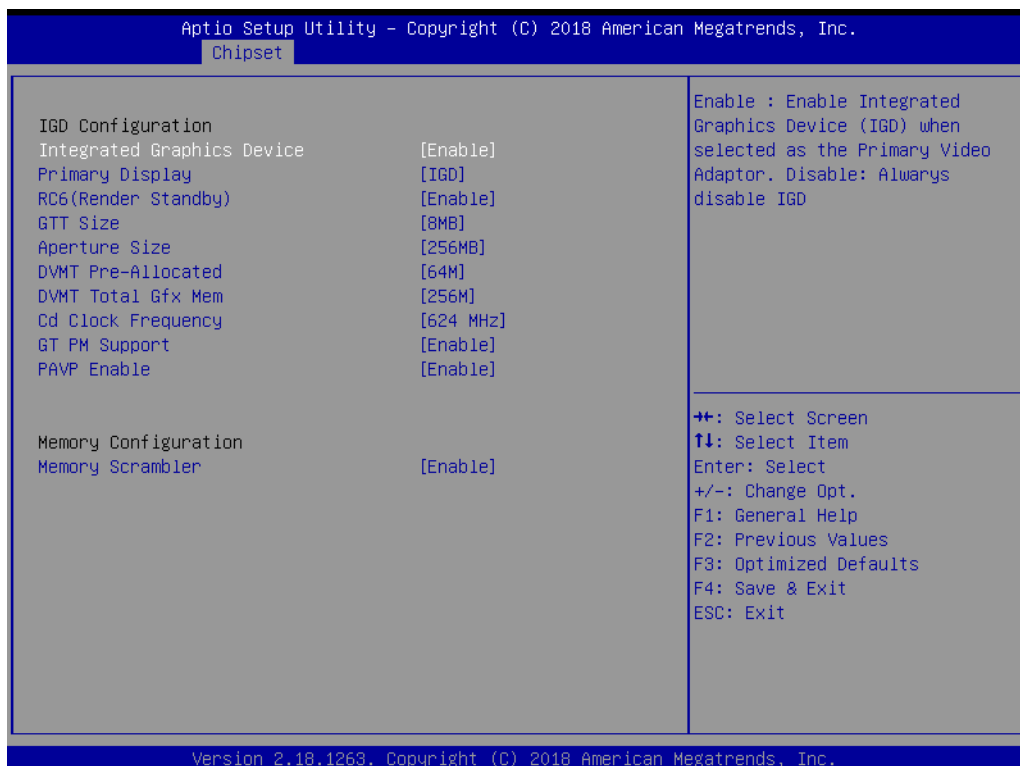 Aptio Setup Utility – Copyright (C) 2018 American Megatrends, Inc.
Chipset
IGD Configuration
Integrated Graphics Device [Enable]
Primary Display [IGD]
RC6(Render Standby) [Enable]
GTT Size [8MB]
Aperture Size [256MB]
DVMT Pre-Allocated [64M]
DVMT Total Gfx Mem [256M]
Cd Clock Frequency [624 MHz]
GT PM Support [Enable]
PAVP Enable [Enable]
Memory Configuration
Memory Scrambler [Enable]
Enable : Enable Integrated
Graphics Device (IGD) when
selected as the Primary Video
Adaptor. Disable: Alwarys
disable IGD
→←: Select Screen
↑↓: Select Item
Enter: Select
+/-: Change Opt.
F1: General Help
F2: Previous Values
F3: Optimized Defaults
F4: Save & Exit
ESC: Exit
Version 2.18.1263. Copyright (C) 2018 American Megatrends, Inc.